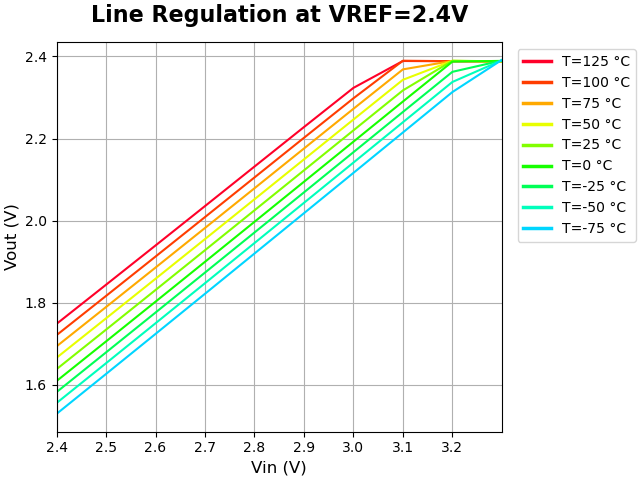 Line Regulation at VREF=2.4V
Vout (V)
2.4
2.2
2.0
1.8
1.6
2.4 2.5 2.6 2.7 2.8 2.9 3.0 3.1 3.2
Vin (V)
T=125 °C
T=100 °C
T=75 °C
T=50 °C
T=25 °C
T=0 °C
T=-25 °C
T=-50 °C
T=-75 °C